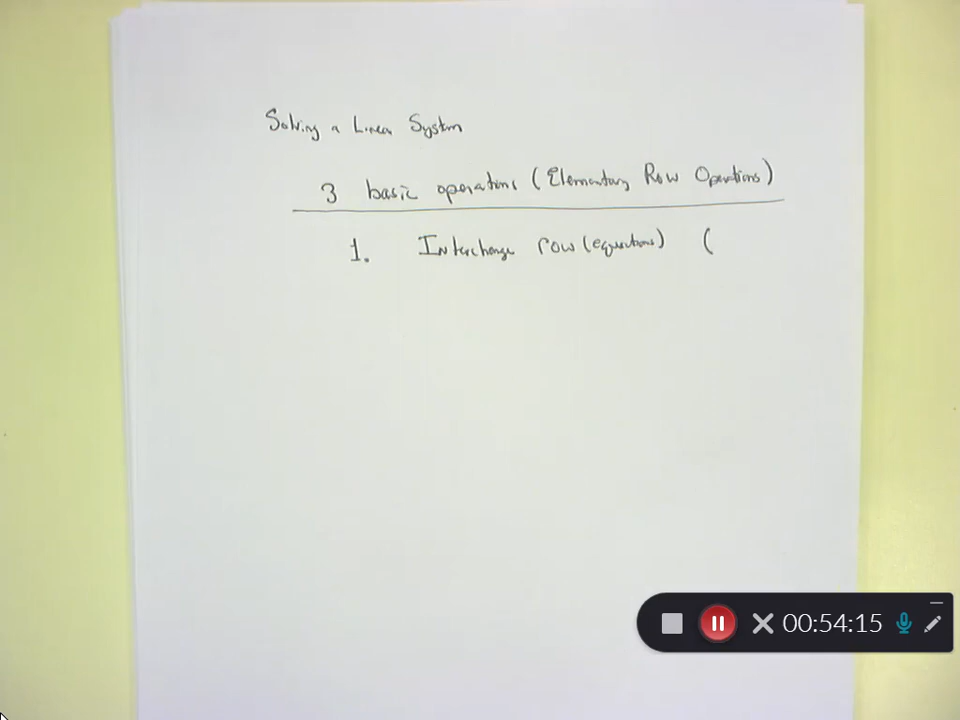 Solving a Linear System
3 basic operations (Elementary Row Operations)
1. Interchange row (equations) (
00:54:15